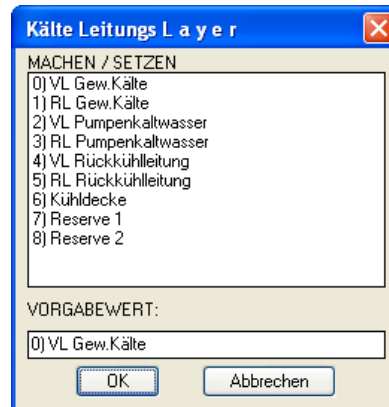 Kälte Leitungs L a y e r
MACHEN / SETZEN
0) VL Gew.Kälte
1) RL Gew.Kälte
2) VL Pumpenkaltwasser
3) RL Pumpenkaltwasser
4) VL Rückkühlleitung
5) RL Rückkühlleitung
6) Kühldecke
7) Reserve 1
8) Reserve 2
VORGABEWERT:
0) VL Gew.Kälte
OK Abbrechen